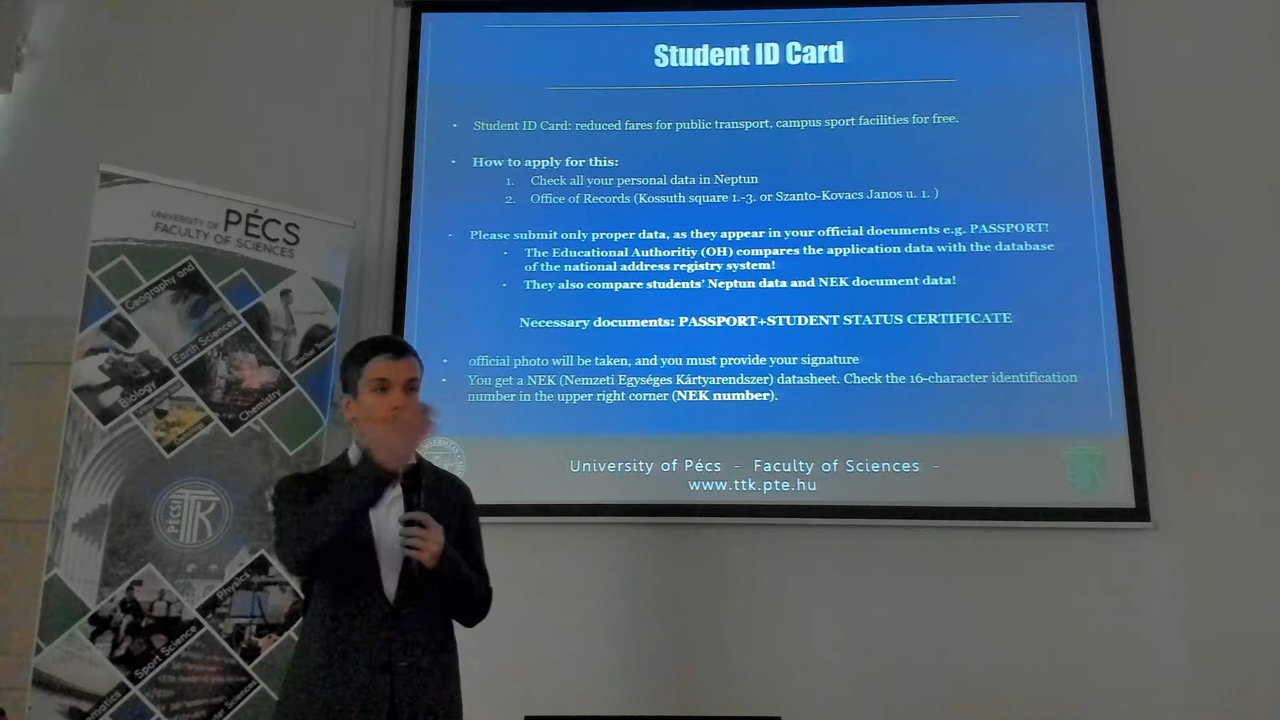 Student ID Card
• Student ID Card: reduced fares for public transport, campus sport facilities for free.
• How to apply for this:
1. Check all your personal data in Neptun
2. Office of Records (Kossuth square 1.-3. or Szanto-Kovacs Janos u. 1. )
• Please submit only proper data, as they appear in your official documents e.g. PASSPORT!
• The Educational Authoritiy (OH) compares the application data with the database
of the national address registry system!
• They also compare students' Neptun data and NEK document data!
Necessary documents: PASSPORT+STUDENT STATUS CERTIFICATE
• official photo will be taken, and you must provide your signature
• You get a NEK (Nemzeti Egységes Kártyarendszer) datasheet. Check the 16-character identification
number in the upper right corner (NEK number).
University of Pécs - Faculty of Sciences -
www.ttk.pte.hu
UNIVERSITY OF PÉCS
FACULTY OF SCIENCES
Geography and
Earth Sciences
Biology
Chemistry
PÉCSI TTK
Physics
Sport Science